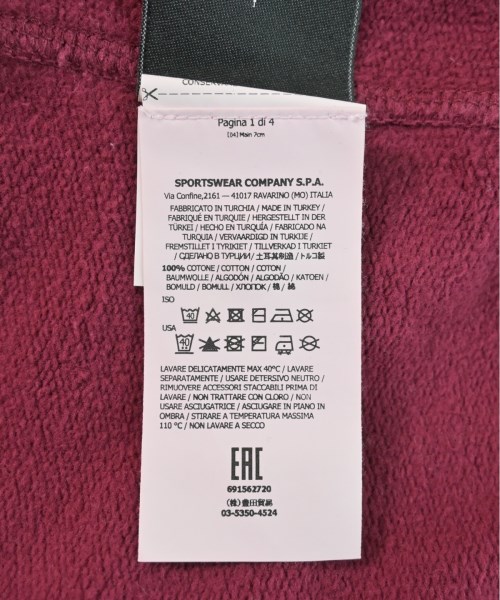 Pagina 1 di 4
[D4] Main 7cm
SPORTSWEAR COMPANY S.P.A.
Via Confine,2161 — 41017 RAVARINO (MO) ITALIA
FABBRICATO IN TURCHIA / MADE IN TURKEY /
FABRIQUÉ EN TURQUIE / HERGESTELLT IN DER
TÜRKEI / HECHO EN TURQUÍA / FABRICADO NA
TURQUIA / VERVAARDIGD IN TURKIJE /
FREMSTILLET I TYRKIET / TILLVERKAD I TURKIET /
/ СДЕЛАНО В ТУРЦИИ / 土耳其制造 / トルコ製
100% COTONE / COTTON / COTON /
BAUMWOLLE / ALGODÓN / ALGODÃO / KATOEN /
BOMULD / BOMULL / ХЛОПОК / 棉 / 綿
ISO
40
USA
40
LAVARE DELICATAMENTE MAX 40°C / LAVARE
SEPARATAMENTE / USARE DETERSIVO NEUTRO /
RIMUOVERE ACCESSORI STACCABILI PRIMA DI
LAVARE / NON TRATTARE CON CLORO / NON
USARE ASCIUGATRICE / ASCIUGARE IN PIANO IN
OMBRA / STIRARE A TEMPERATURA MASSIMA
110 °C / NON LAVARE A SECCO
EAC
691562720
(株)豊田貿易
03-5350-4524